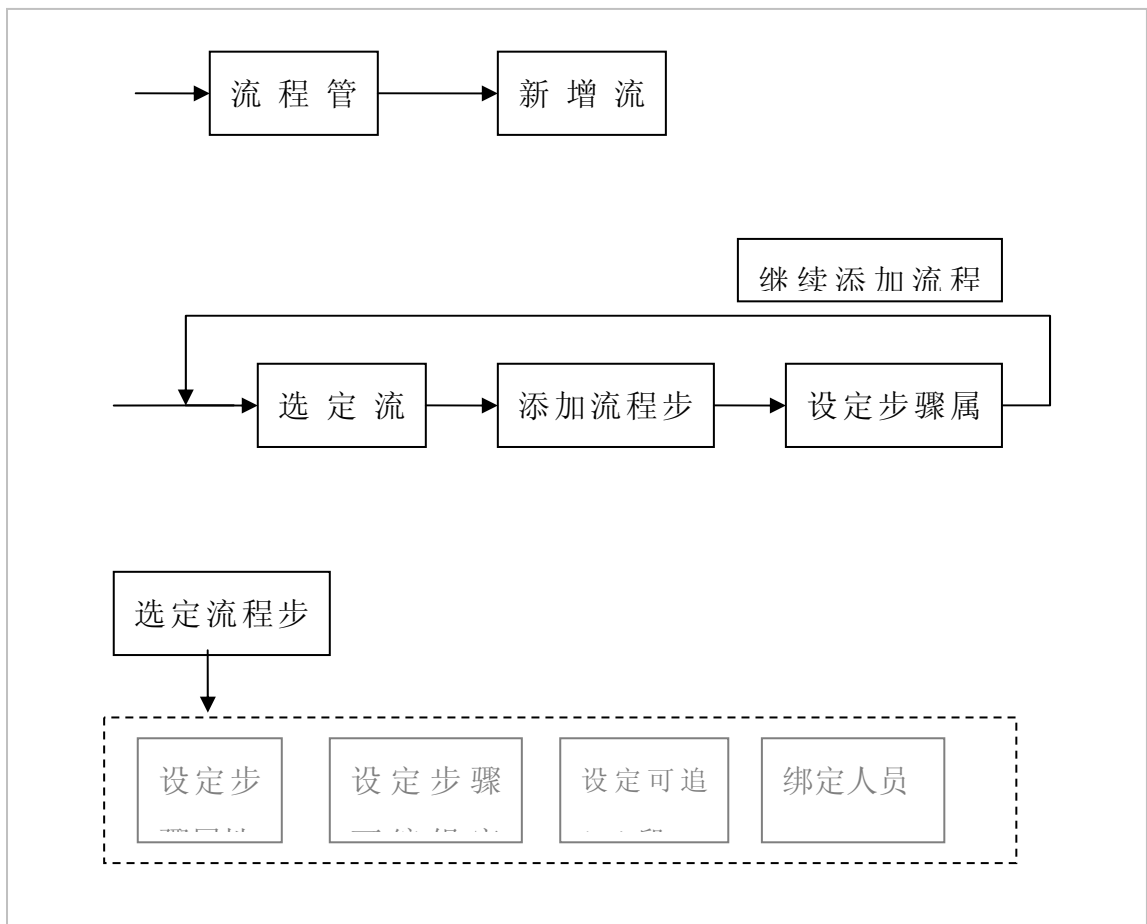 流程管
新增流
继续添加流程
选定流
添加流程步
设定步骤属
选定流程步
设定步
设定步骤
设定可追
绑定人员